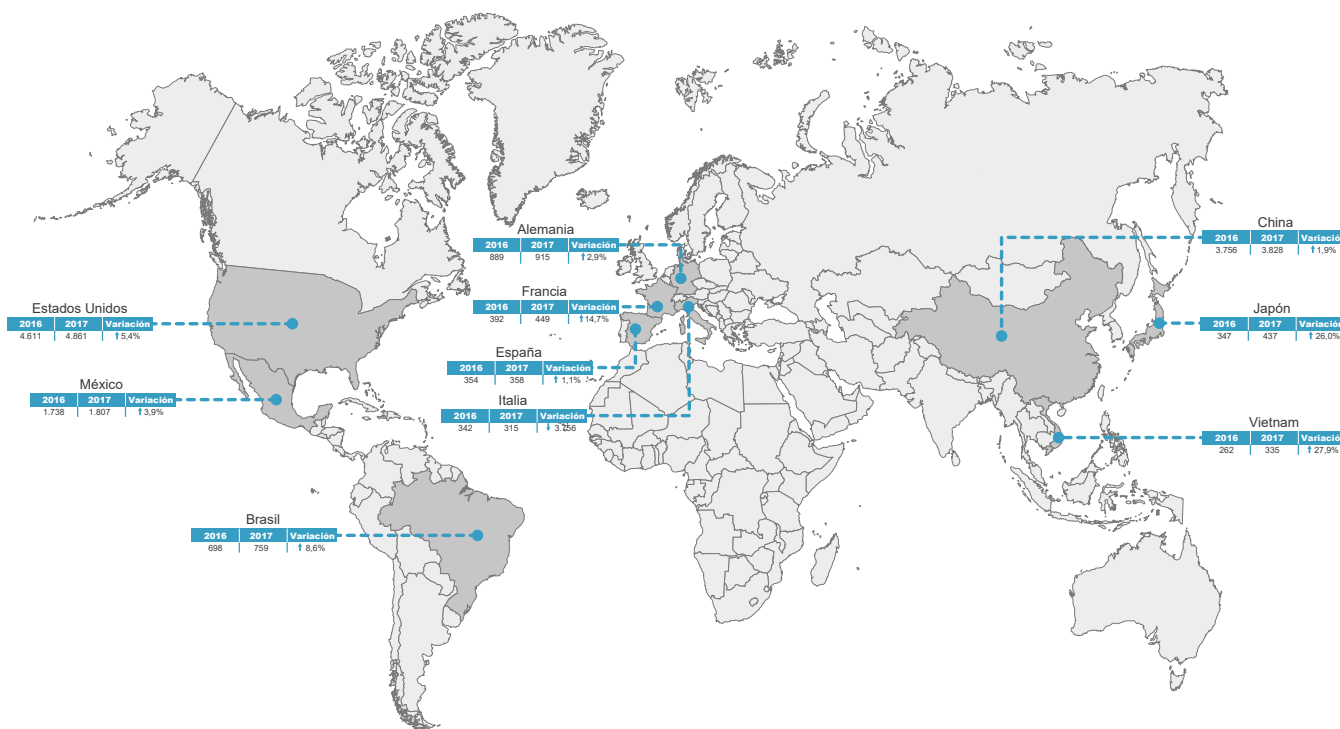 Alemania
2016 2017 Variación
889 915 2,9%
China
2016 2017 Variació
3.756 3.828 1,9%
Francia
2016 2017 Variación
392 449 14,7%
Estados Unidos
2016 2017 Variación
4.611 4.861 5,4%
Japón
2016 2017 Variació
347 437 26,0%
España
2016 2017 Variación
354 358 1,1%
México
2016 2017 Variación
1.738 1.807 3,9%
Italia
2016 2017 Variación
342 315
Vietnam
2016 2017 Variació
262 335 27,9%
Brasil
2016 2017 Variación
698 759 8,6%